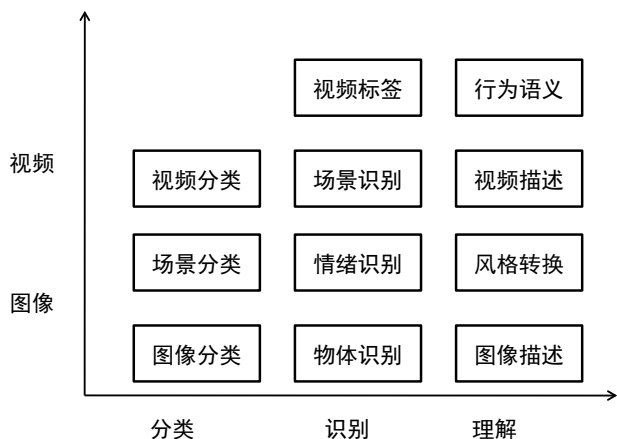 视频标签 行为语义
视频
视频分类 场景识别 视频描述
场景分类 情绪识别 风格转换
图像
图像分类 物体识别 图像描述
分类 识别 理解